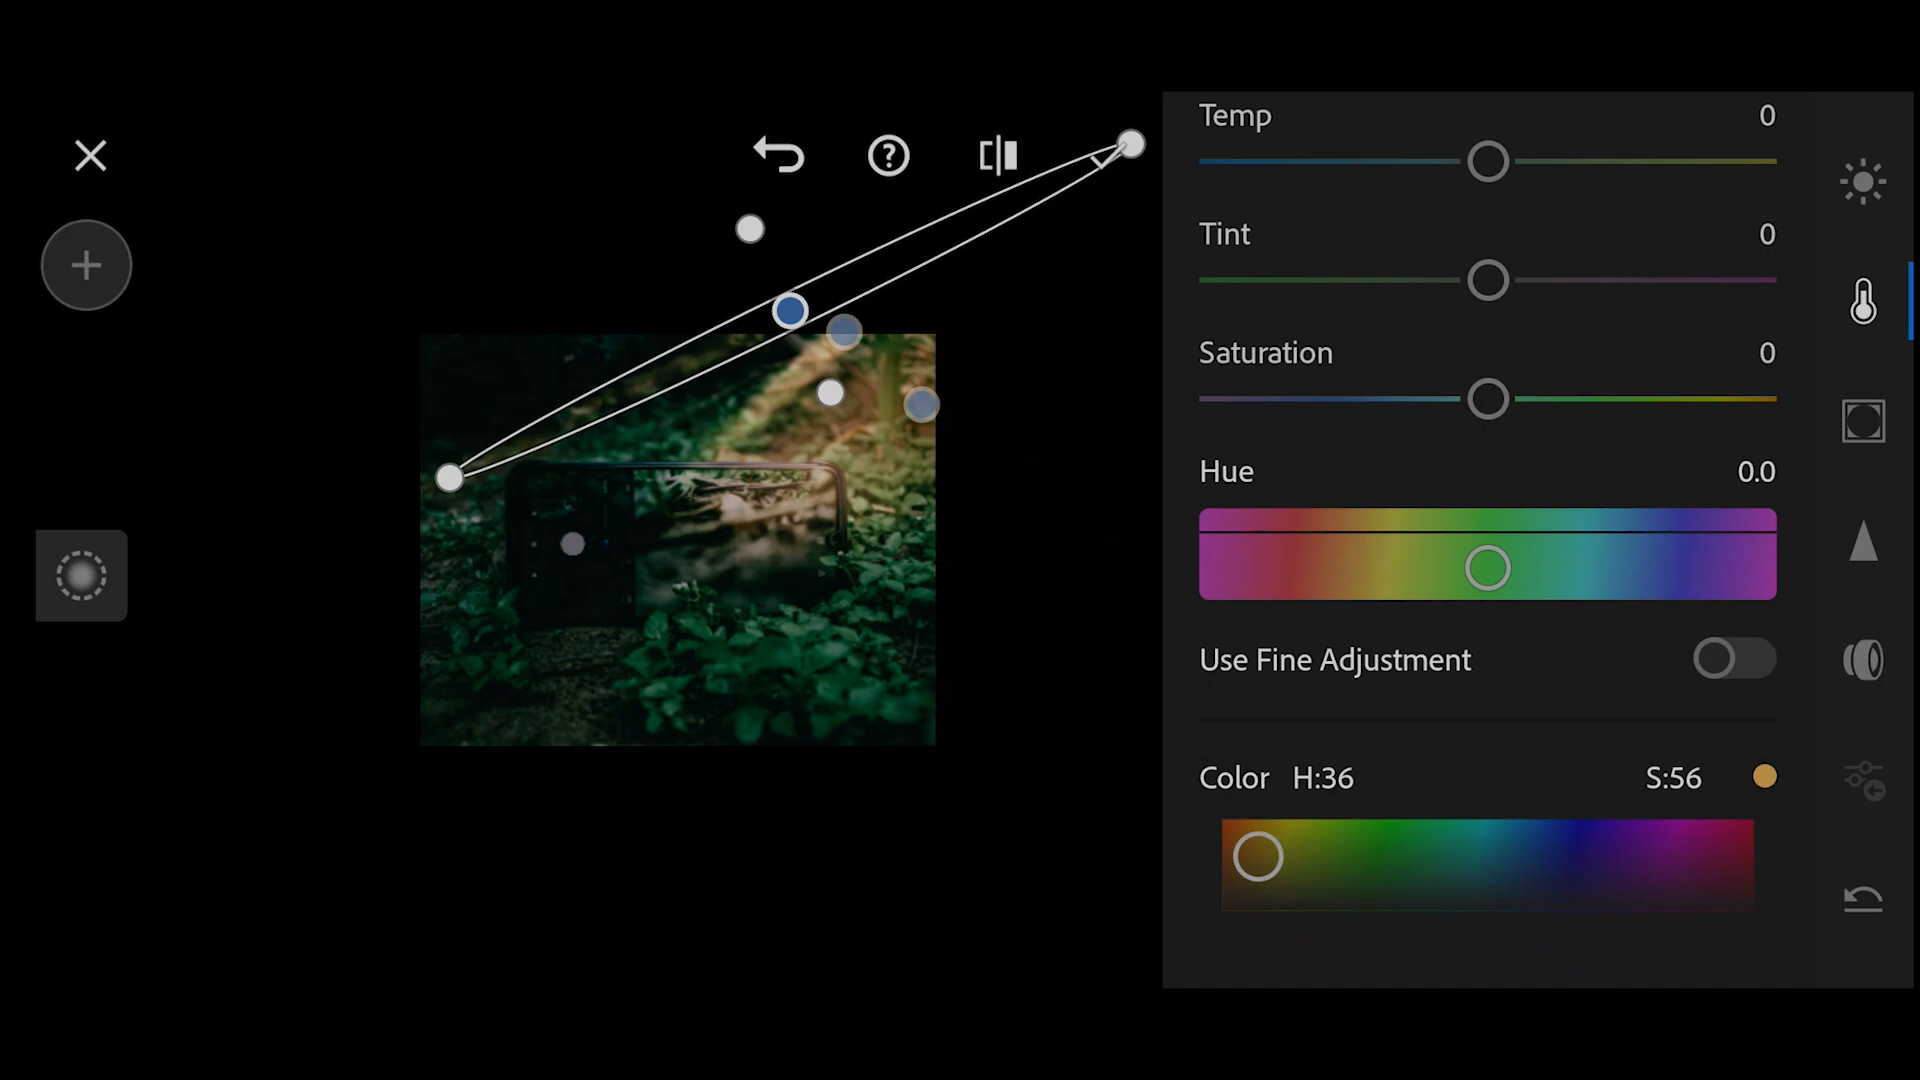 Temp 0
Tint 0
Saturation 0
Hue 0.0
Use Fine Adjustment
Color H:36 S:56